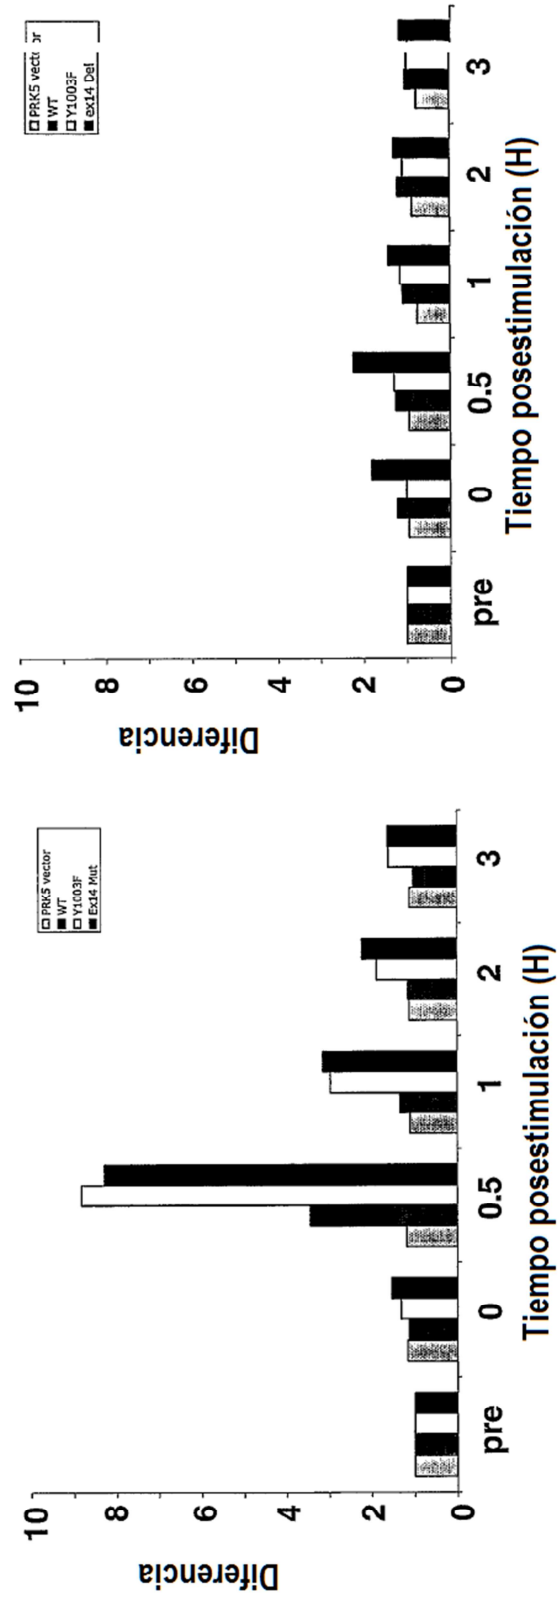 PRK5 vector
WT
Y1003F
Ex14 Mut
Diferencia
10
8
6
4
2
0
pre
0
0.5
1
2
3
Tiempo posestimulación (H)
PRK5 vector
WT
Y1003F
ex14 Del
Diferencia
10
8
6
4
2
0
pre
0
0.5
1
2
3
Tiempo posestimulación (H)